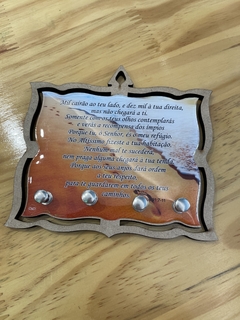 Mil cairão ao teu lado, e dez mil à tua direita,
mas não chegará a ti.
Somente com os teus olhos contemplarás
e verás a recompensa dos ímpios
Porque tu, ó Senhor, és o meu refúgio.
No Altíssimo fizeste a tua habitação.
Nenhum mal te sucederá,
nem praga alguma chegará a tua tenda.
Porque aos seus anjos dará ordem
a teu respeito,
para te guardarem em todos os teus
caminhos